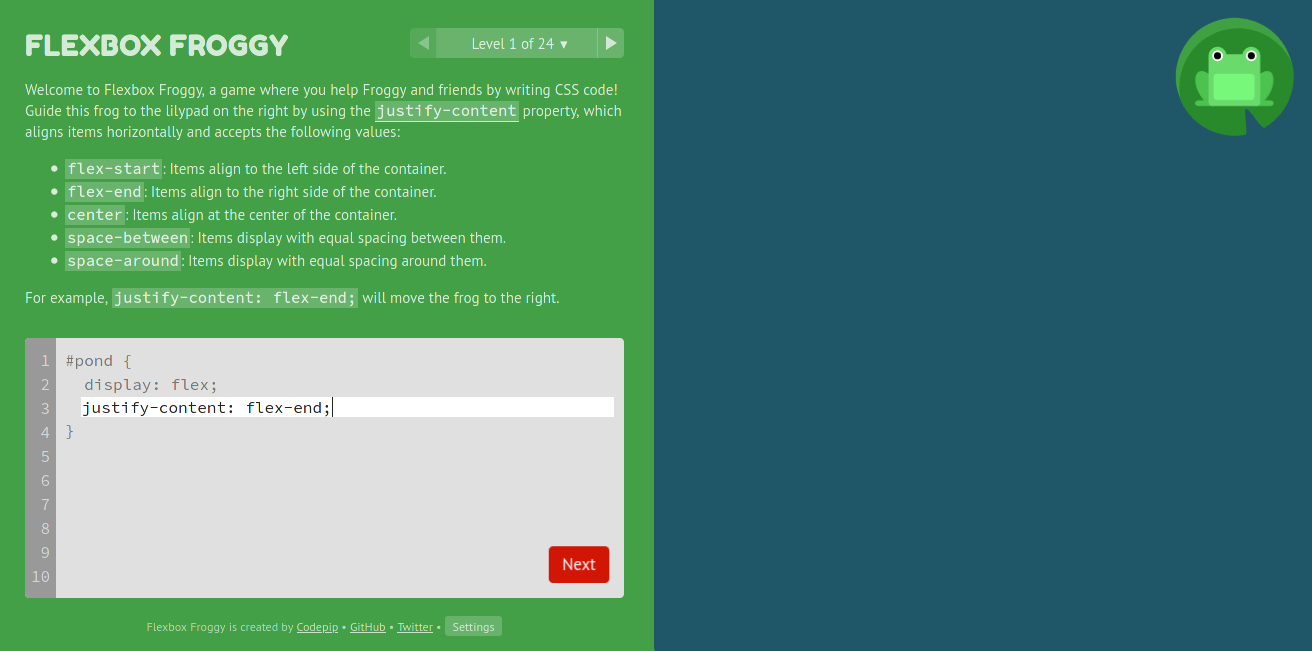 FLEXBOX FROGGY
Level 1 of 24 ▼
Welcome to Flexbox Froggy, a game where you help Froggy and friends by writing CSS code!
Guide this frog to the lilypad on the right by using the justify-content property, which
aligns items horizontally and accepts the following values:
• flex-start: Items align to the left side of the container.
• flex-end: Items align to the right side of the container.
• center: Items align at the center of the container.
• space-between: Items display with equal spacing between them.
• space-around: Items display with equal spacing around them.
For example, justify-content: flex-end; will move the frog to the right.
1 #pond {
2 display: flex;
3 justify-content: flex-end;
4 }
5
6
7
8
9
10
Next
Flexbox Froggy is created by Codepip • GitHub • Twitter • Settings